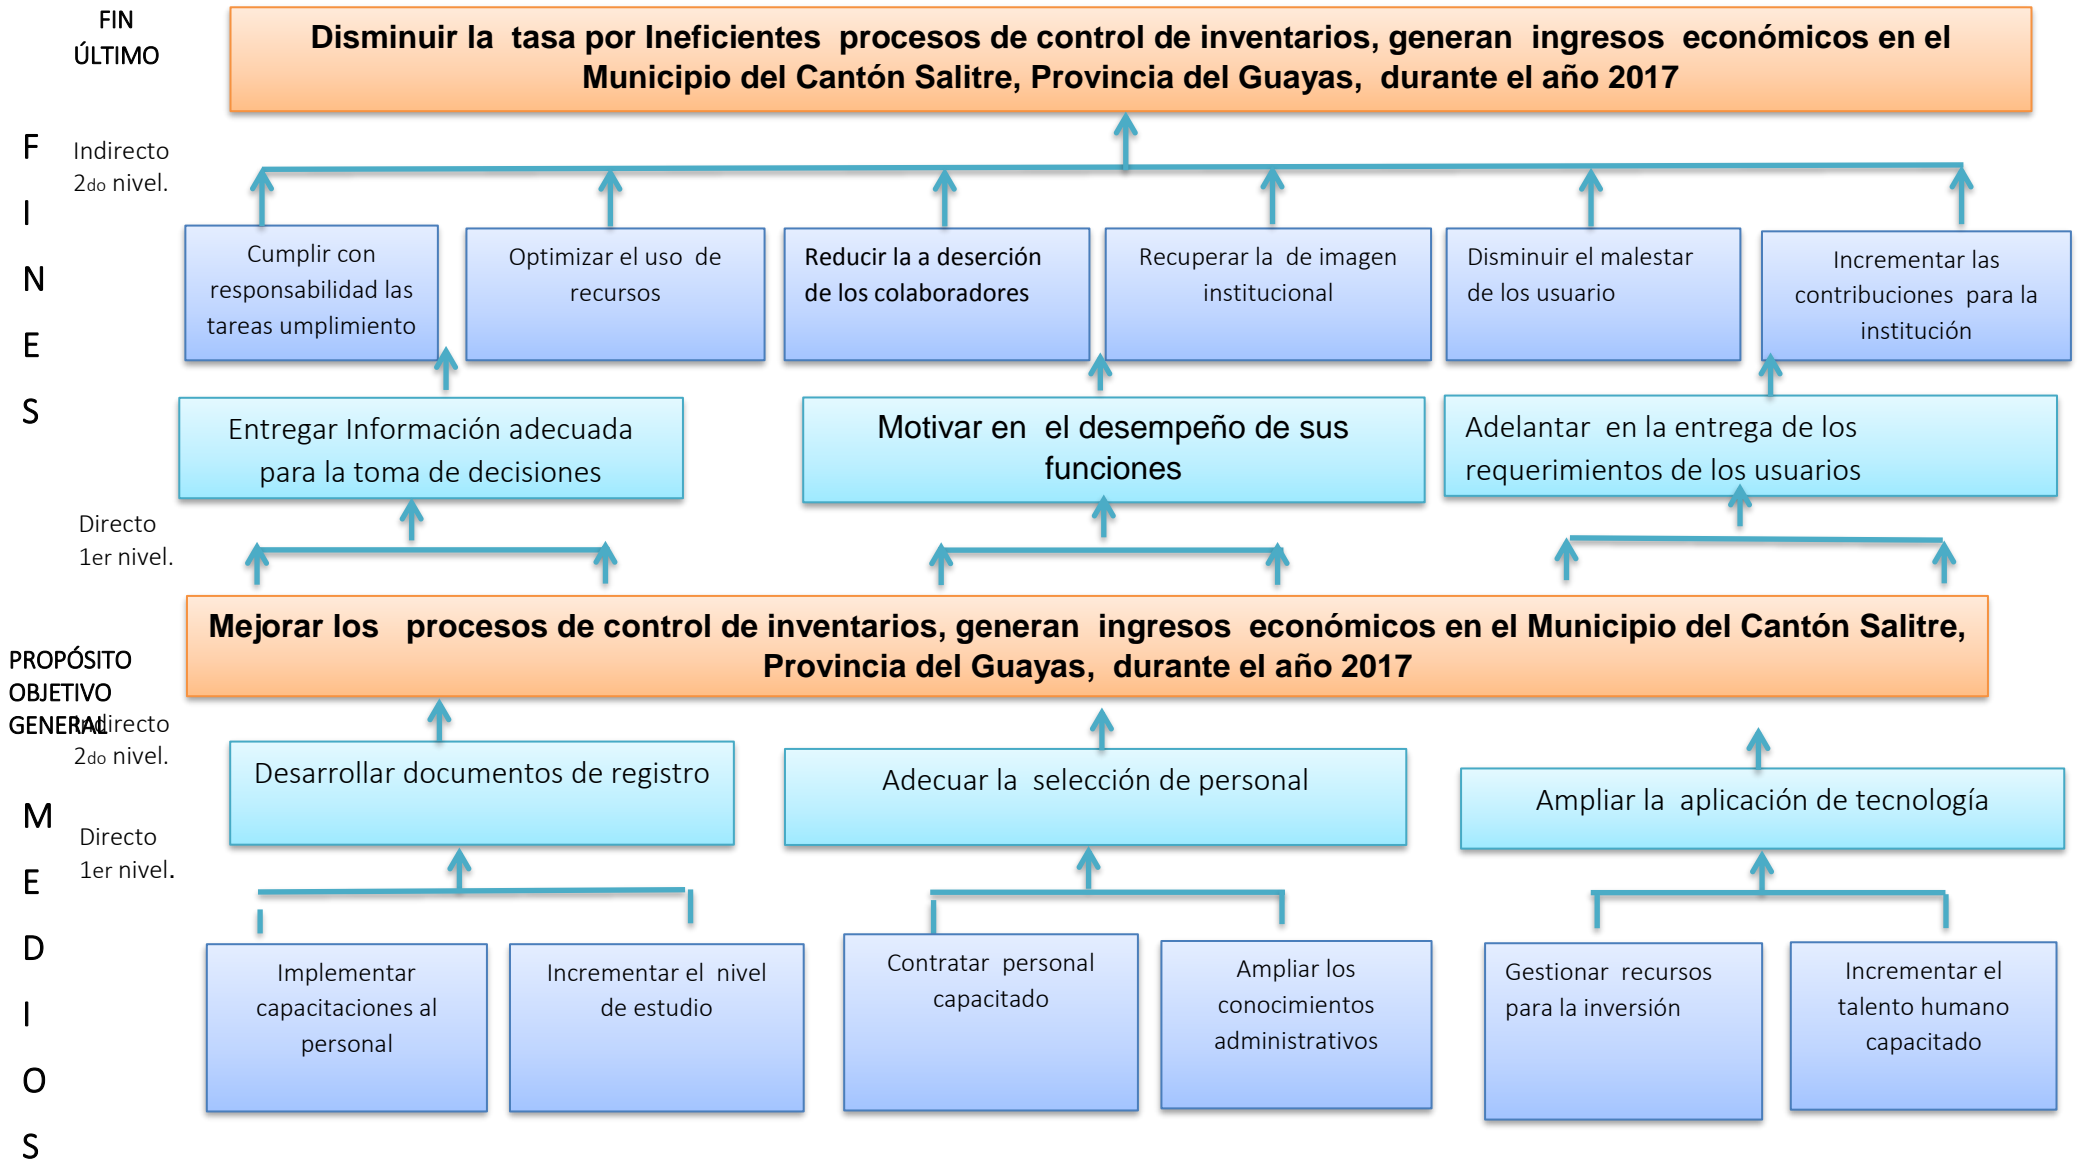 FIN
ÚLTIMO
Disminuir la tasa por Ineficientes procesos de control de inventarios, generan ingresos económicos en el
Municipio del Cantón Salitre, Provincia del Guayas, durante el año 2017
F
I
N
E
S
Indirecto
2do nivel.
Cumplir con
responsabilidad las
tareas umplimiento
Optimizar el uso de
recursos
Reducir la a deserción
de los colaboradores
Recuperar la de imagen
institucional
Disminuir el malestar
de los usuario
Incrementar las
contribuciones para la
institución
Entregar Información adecuada
para la toma de decisiones
Motivar en el desempeño de sus
funciones
Adelantar en la entrega de los
requerimientos de los usuarios
Directo
1er nivel.
Mejorar los procesos de control de inventarios, generan ingresos económicos en el Municipio del Cantón Salitre,
Provincia del Guayas, durante el año 2017
PROPÓSITO
OBJETIVO
GENERAL
Indirecto
2do nivel.
Desarrollar documentos de registro
Adecuar la selección de personal
Ampliar la aplicación de tecnología
M
E
D
I
O
S
Directo
1er nivel.
Implementar
capacitaciones al
personal
Incrementar el nivel
de estudio
Contratar personal
capacitado
Ampliar los
conocimientos
administrativos
Gestionar recursos
para la inversión
Incrementar el
talento humano
capacitado